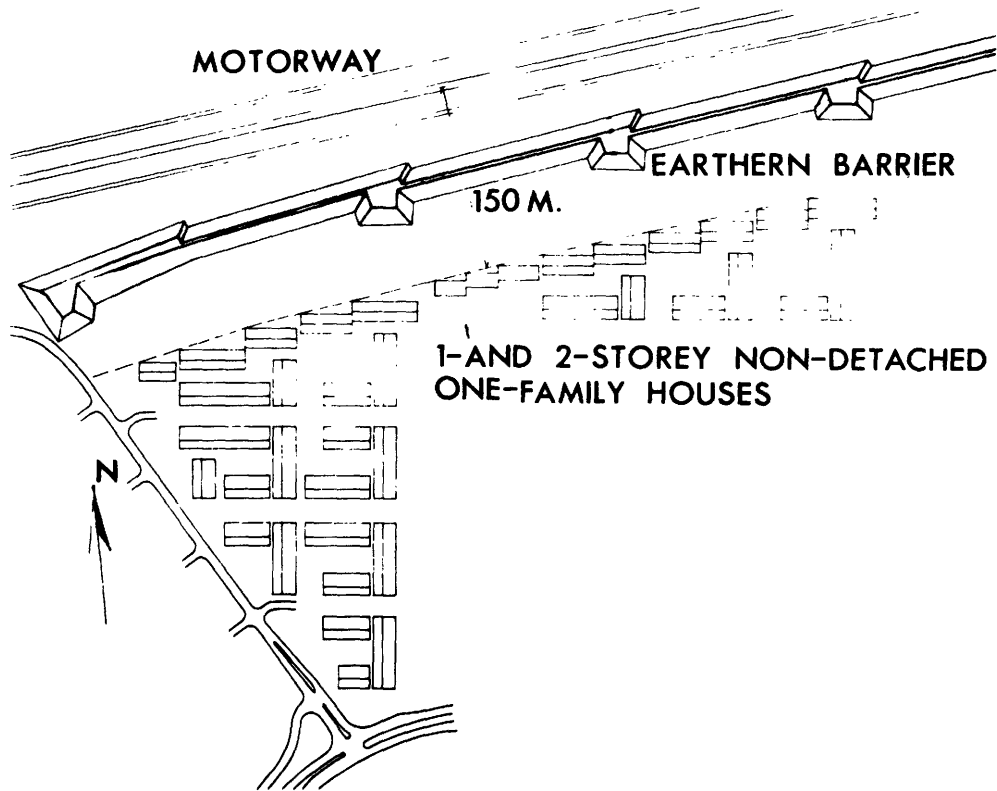 MOTORWAY
EARTHERN BARRIER
150 M.
1-AND 2-STOREY NON-DETACHED
ONE-FAMILY HOUSES
N